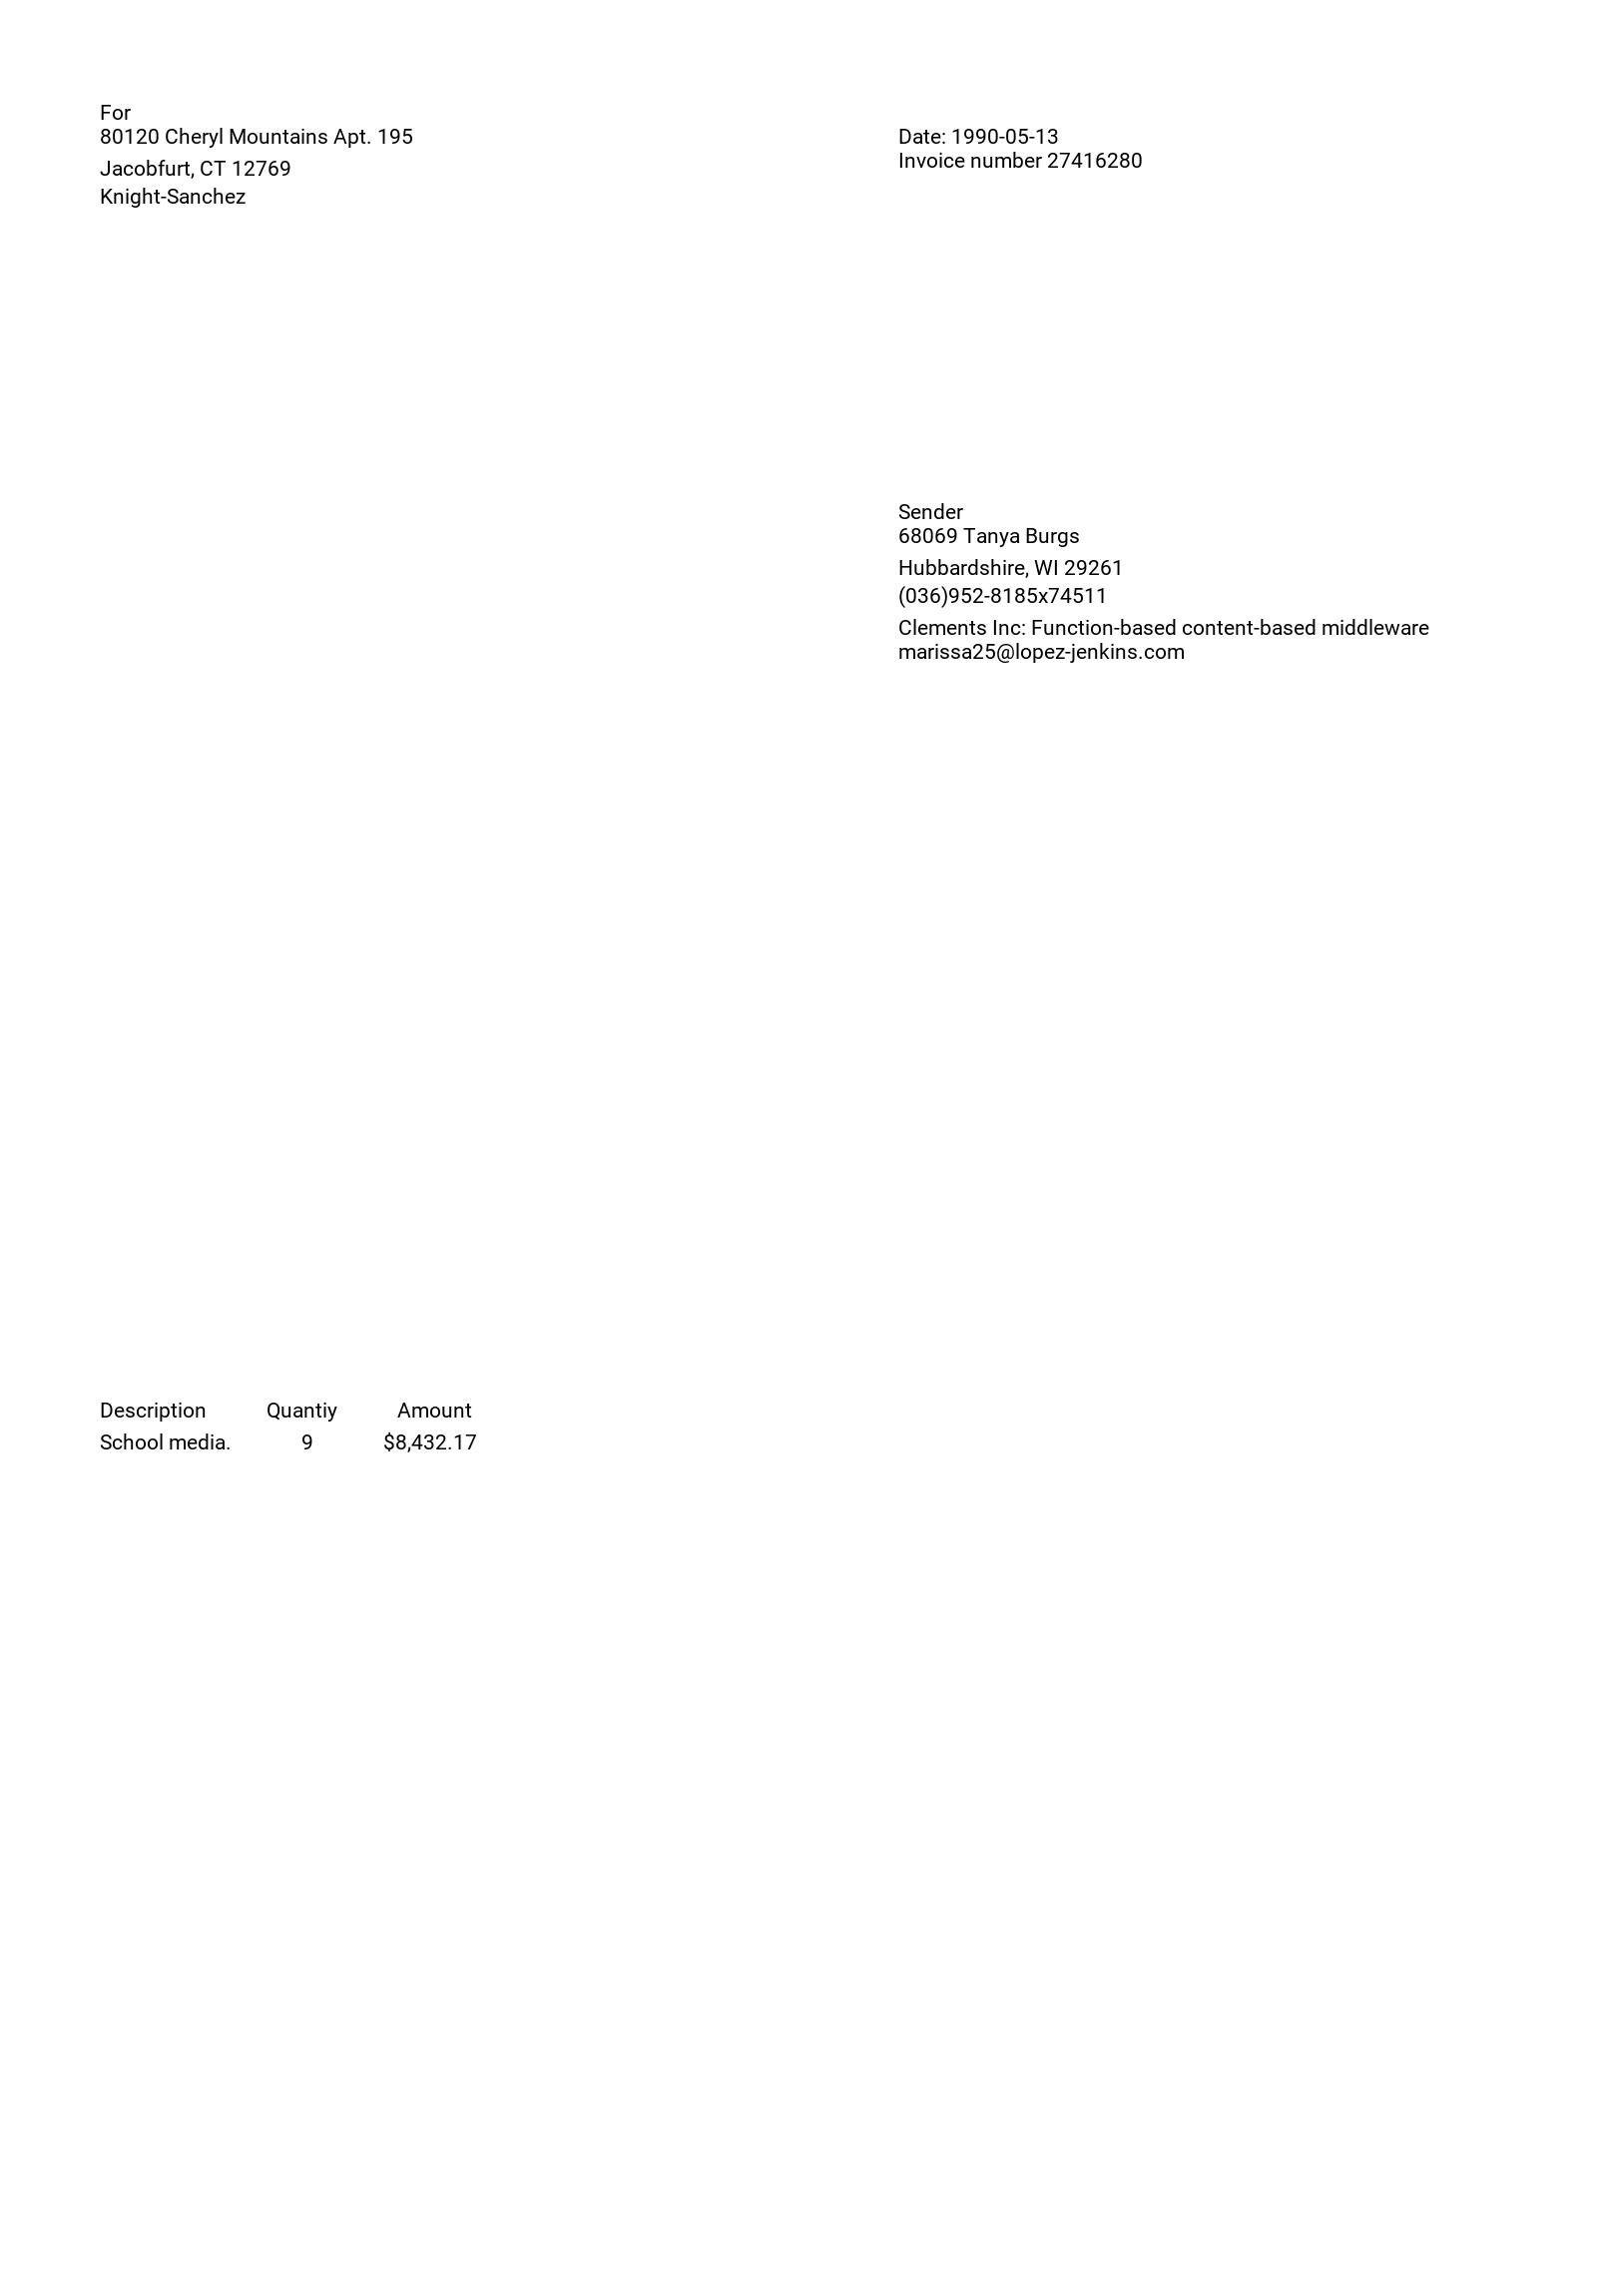 For
80120 Cheryl Mountains Apt. 195
Jacobfurt, CT 12769
Knight-Sanchez
Date: 1990-05-13
Invoice number 27416280
Sender
68069 Tanya Burgs
Hubbardshire, WI 29261
(036)952-8185x74511
Clements Inc: Function-based content-based middleware
marissa25@lopez-jenkins.com
Description Quantiy Amount
School media. 9 $8,432.17